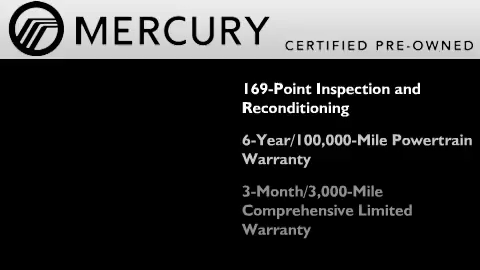 MERCURY
CERTIFIED PRE-OWNED
169-Point Inspection and
Reconditioning
6-Year/100,000-Mile Powertrain
Warranty
3-Month/3,000-Mile
Comprehensive Limited
Warranty